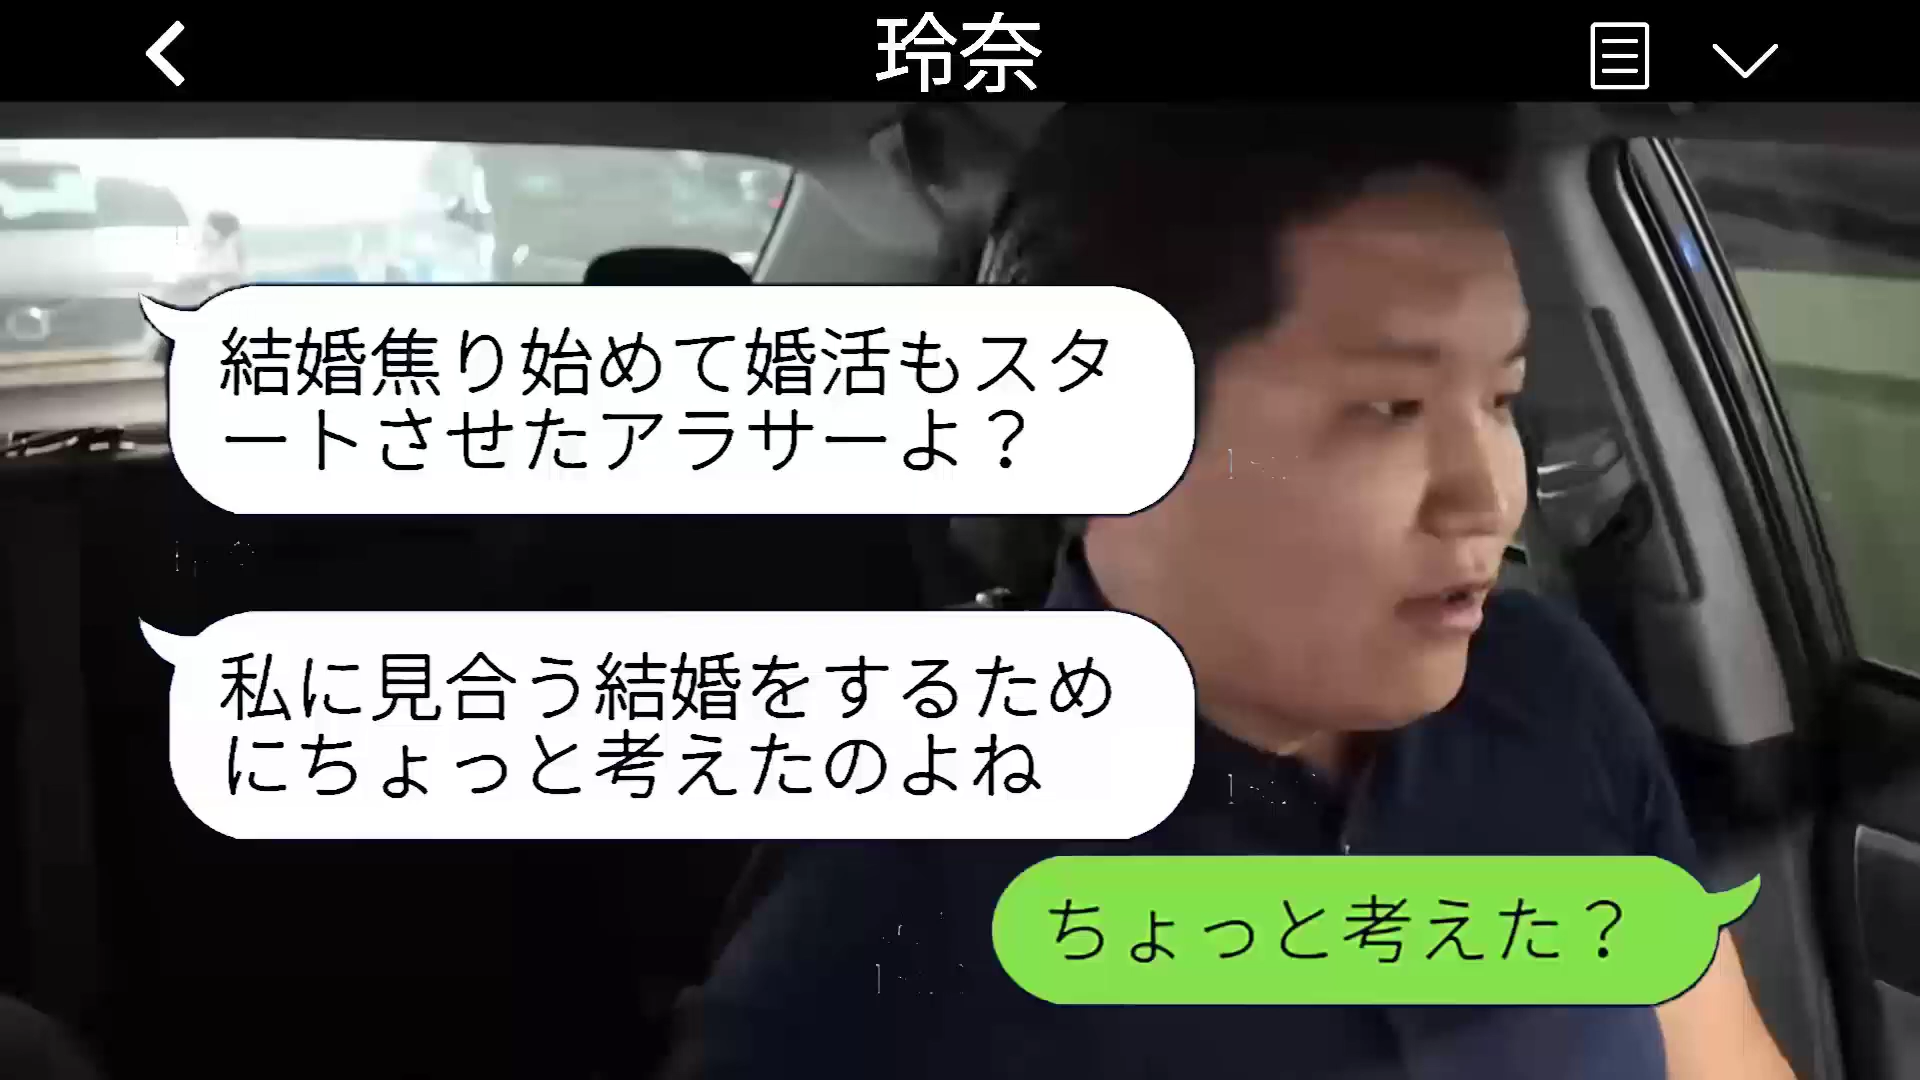 玲奈
結婚焦り始めて婚活もスタ
ートさせたアラサーよ？
私に見合う結婚をするため
にちょっと考えたのよね
ちょっと考えた？